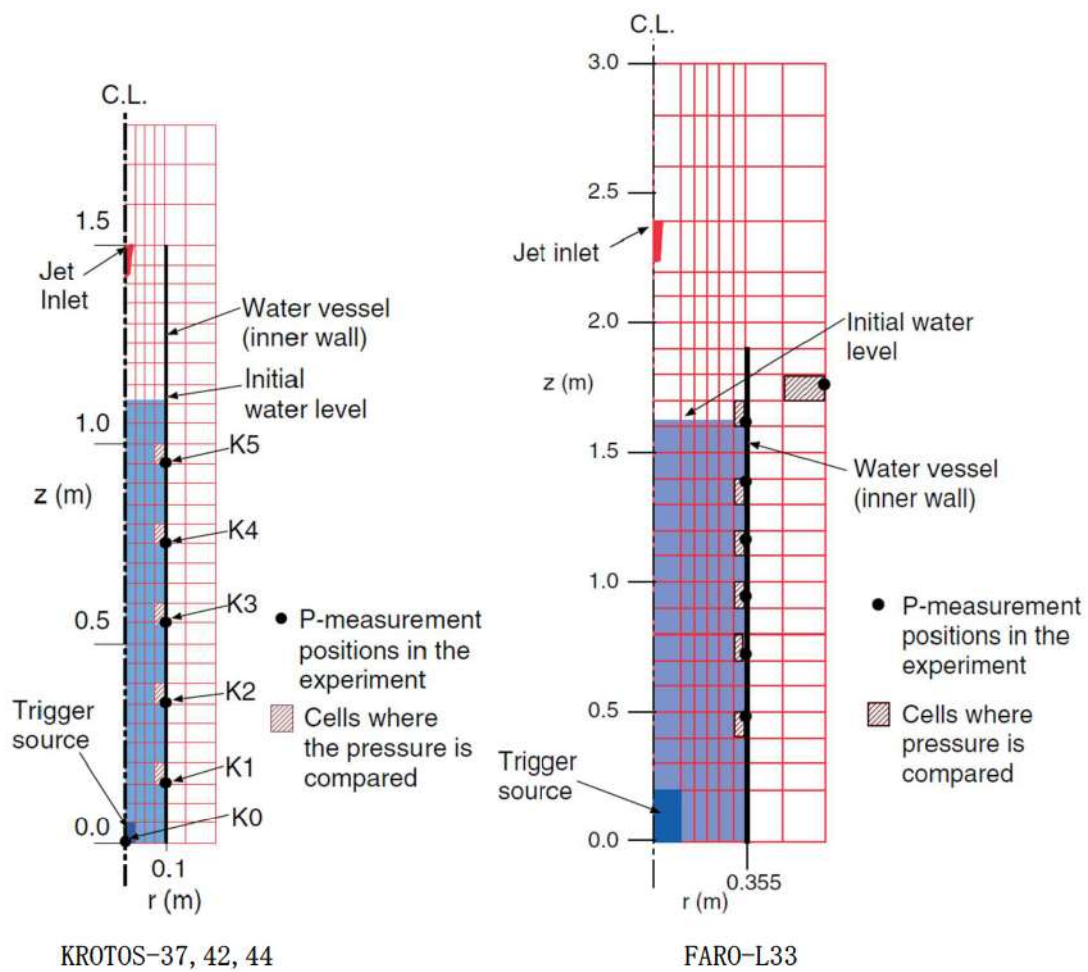 C.L.
1.5
Jet
Inlet
Water vessel
(inner wall)
Initial
water level
1.0
K5
z (m)
K4
K3
0.5
P-measurement
positions in the
experiment
K2
Cells where
the pressure is
compared
Trigger
source
K1
0.0
K0
0.1
r (m)
KROTOS-37, 42, 44
C.L.
3.0
2.5
Jet inlet
2.0
Initial water
level
z (m)
1.5
Water vessel
(inner wall)
1.0
P-measurement
positions in the
experiment
0.5
Cells where
pressure is
compared
Trigger
source
0.0
0.355
r (m)
FARO-L33